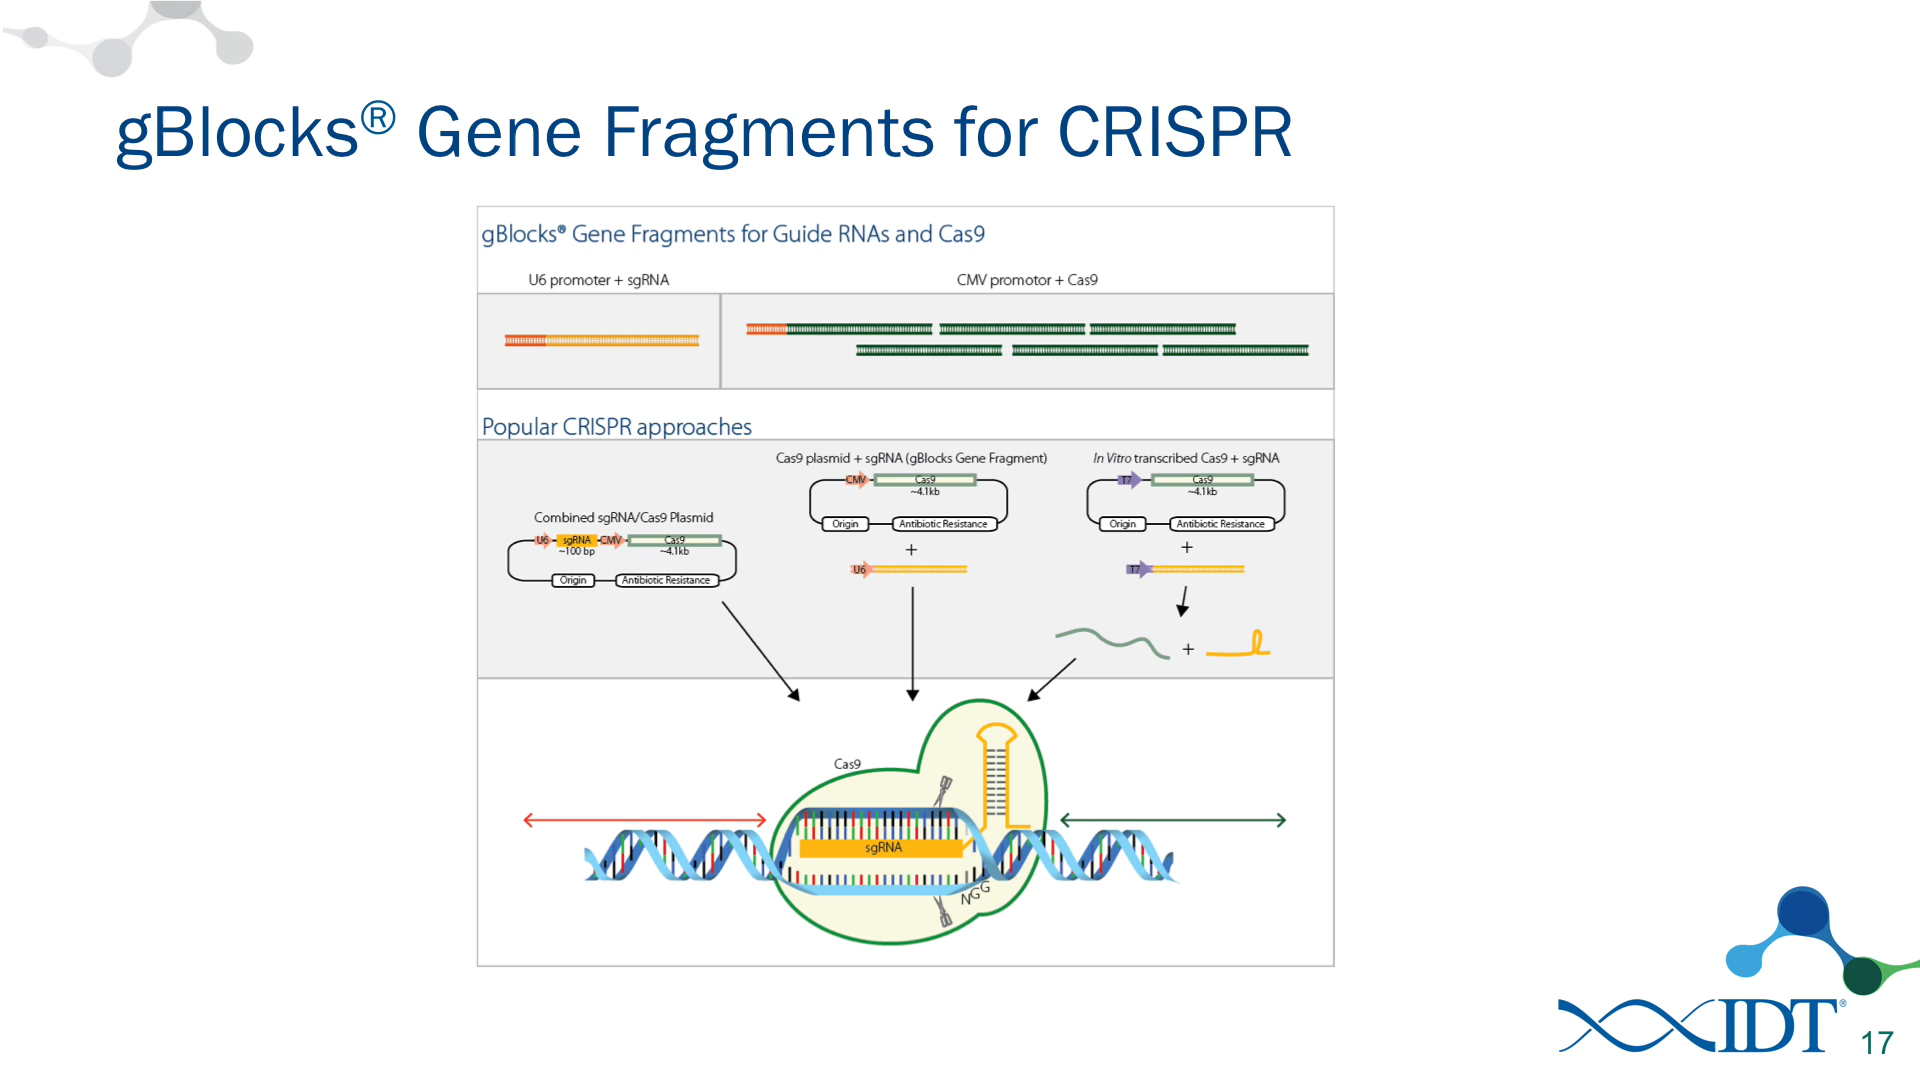 gBlocks® Gene Fragments for CRISPR
gBlocks® Gene Fragments for Guide RNAs and Cas9
U6 promoter + sgRNA
CMV promotor + Cas9
Popular CRISPR approaches
Combined sgRNA/Cas9 Plasmid
U6 sgRNA CMV Cas9
~100 bp ~4.1kb
Origin Antibiotic Resistance
Cas9 plasmid + sgRNA (gBlocks Gene Fragment)
CMV Cas9
~4.1kb
Origin Antibiotic Resistance
+
U6
In Vitro transcribed Cas9 + sgRNA
T7 Cas9
~4.1kb
Origin Antibiotic Resistance
+
T7
+
Cas9
sgRNA
NGG
IDT®
17